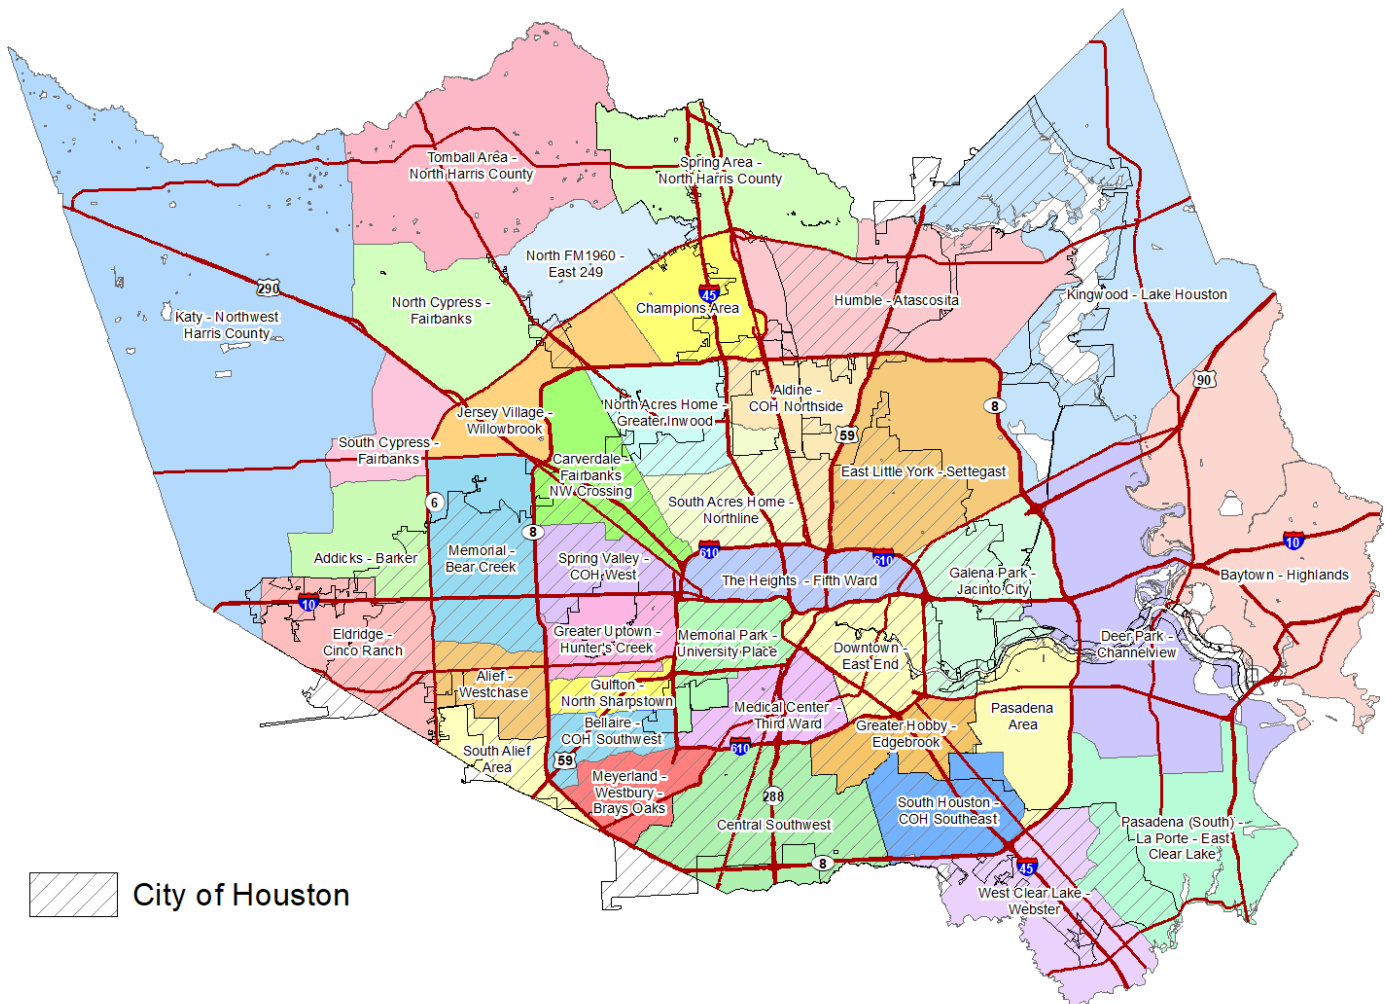 Tomball Area -
North Harris County
Spring Area -
North Harris County
North FM1960 -
East 249
290
45
North Cypress -
Fairbanks
Champions Area
Humble - Atascosita
Kingwood - Lake Houston
Katy - Northwest
Harris County
90
Aldine -
COH Northside
8
North Acres Home -
Greater Inwood
Jersey Village -
Willowbrook
59
South Cypress -
Fairbanks
Carverdale -
Fairbanks
NW Crossing
East Little York - Settegast
6
South Acres Home -
Northline
8
10
Addicks - Barker
Memorial -
Bear Creek
Spring Valley -
COH West
610
610
The Heights - Fifth Ward
Galena Park -
Jacinto City
Baytown - Highlands
10
Eldridge -
Cinco Ranch
Greater Uptown -
Hunter's Creek
Memorial Park -
University Place
Downtown -
East End
Deer Park -
Channelview
Alief -
Westchase
Gulfton -
North Sharpstown
Medical Center -
Third Ward
Pasadena
Area
Bellaire -
COH Southwest
Greater Hobby -
Edgebrook
South Alief
Area
59
610
Meyerland -
Westbury -
Brays Oaks
288
South Houston -
COH Southeast
Central Southwest
Pasadena (South) -
La Porte - East
Clear Lake
8
45
West Clear Lake -
Webster
City of Houston